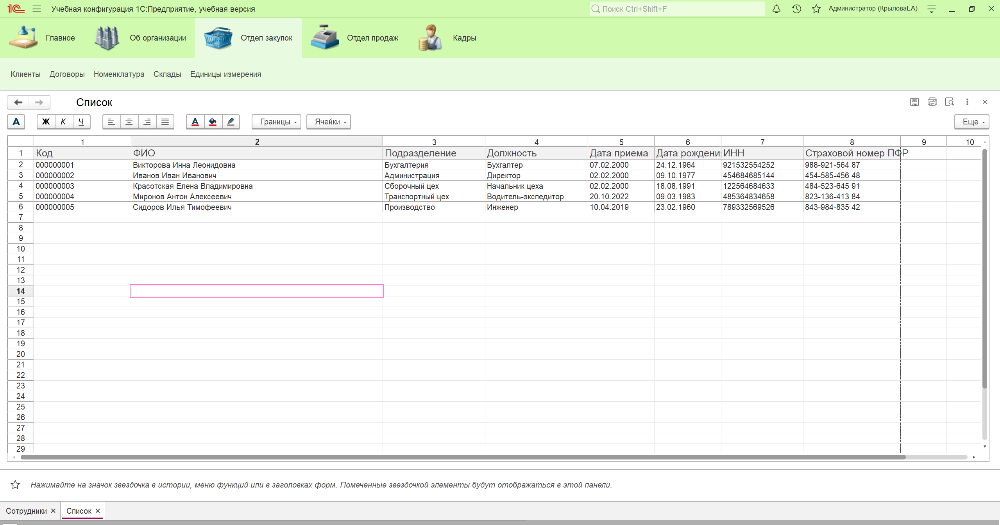 1С Учебная конфигурация 1С:Предприятие, учебная версия Поиск Ctrl+Shift+F Администратор (КрыловаЕА)
Главное Об организации Отдел закупок Отдел продаж Кадры
Клиенты Договоры Номенклатура Склады Единицы измерения
Список
А Ж К Ч А Границы Ячейки Еще
1 2 3 4 5 6 7 8 9 10
1 Код ФИО Подразделение Должность Дата приема Дата рождени ИНН Страховой номер ПФР
2 000000001 Викторова Инна Леонидовна Бухгалтерия Бухгалтер 07.02.2000 24.12.1964 921532554252 988-921-564 87
3 000000002 Иванов Иван Иванович Администрация Директор 02.02.2000 09.10.1977 454684685144 454-585-456 48
4 000000003 Красотская Елена Владимировна Сборочный цех Начальник цеха 02.02.2000 18.08.1991 122564684633 484-523-645 91
5 000000004 Миронов Антон Алексеевич Транспортный цех Водитель-экспедитор 20.10.2022 09.03.1983 485364834658 823-136-413 84
6 000000005 Сидоров Илья Тимофеевич Производство Инженер 10.04.2019 23.02.1960 789332569526 843-984-835 42
7
8
9
10
11
12
13
14
15
16
17
18
19
20
21
22
23
24
25
26
27
28
29
Нажимайте на значок звездочка в истории, меню функций или в заголовках форм. Помеченные звездочкой элементы будут отображаться в этой панели.
Сотрудники Список